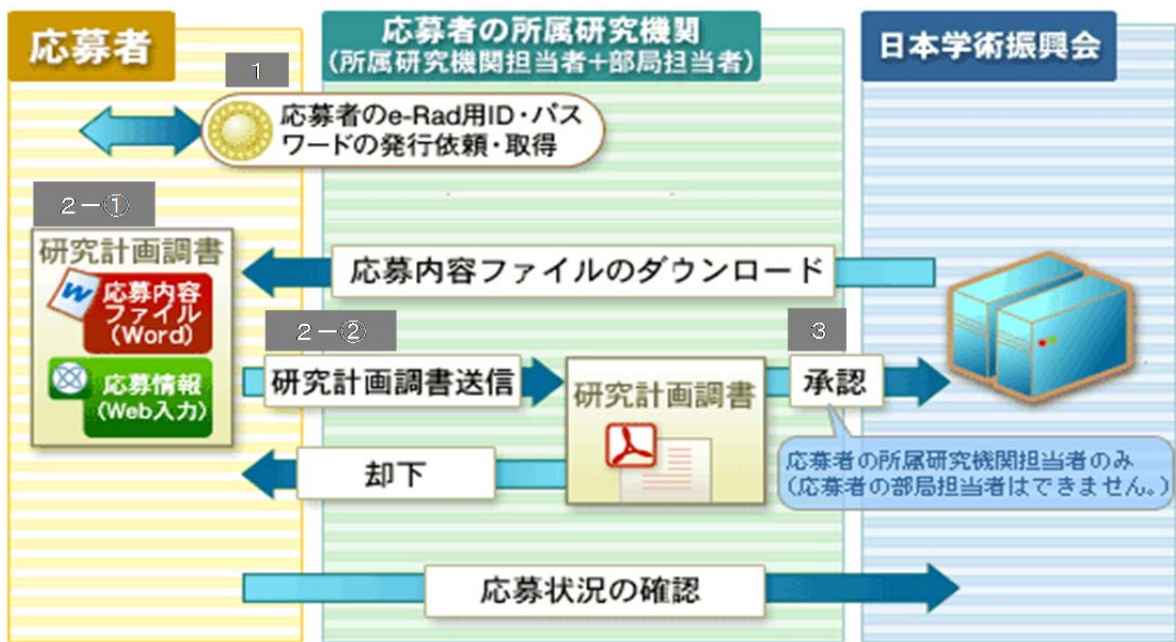 応募者
応募者の所属研究機関
(所属研究機関担当者+部局担当者)
日本学術振興会
1
応募者のe-Rad用ID・パス
ワードの発行依頼・取得
2-①
研究計画調書
応募内容
ファイル
(Word)
応募情報
(Web入力)
応募内容ファイルのダウンロード
2-②
研究計画調書送信
研究計画調書
3
承認
応募者の所属研究機関担当者のみ
(応募者の部局担当者はできません。)
却下
応募状況の確認